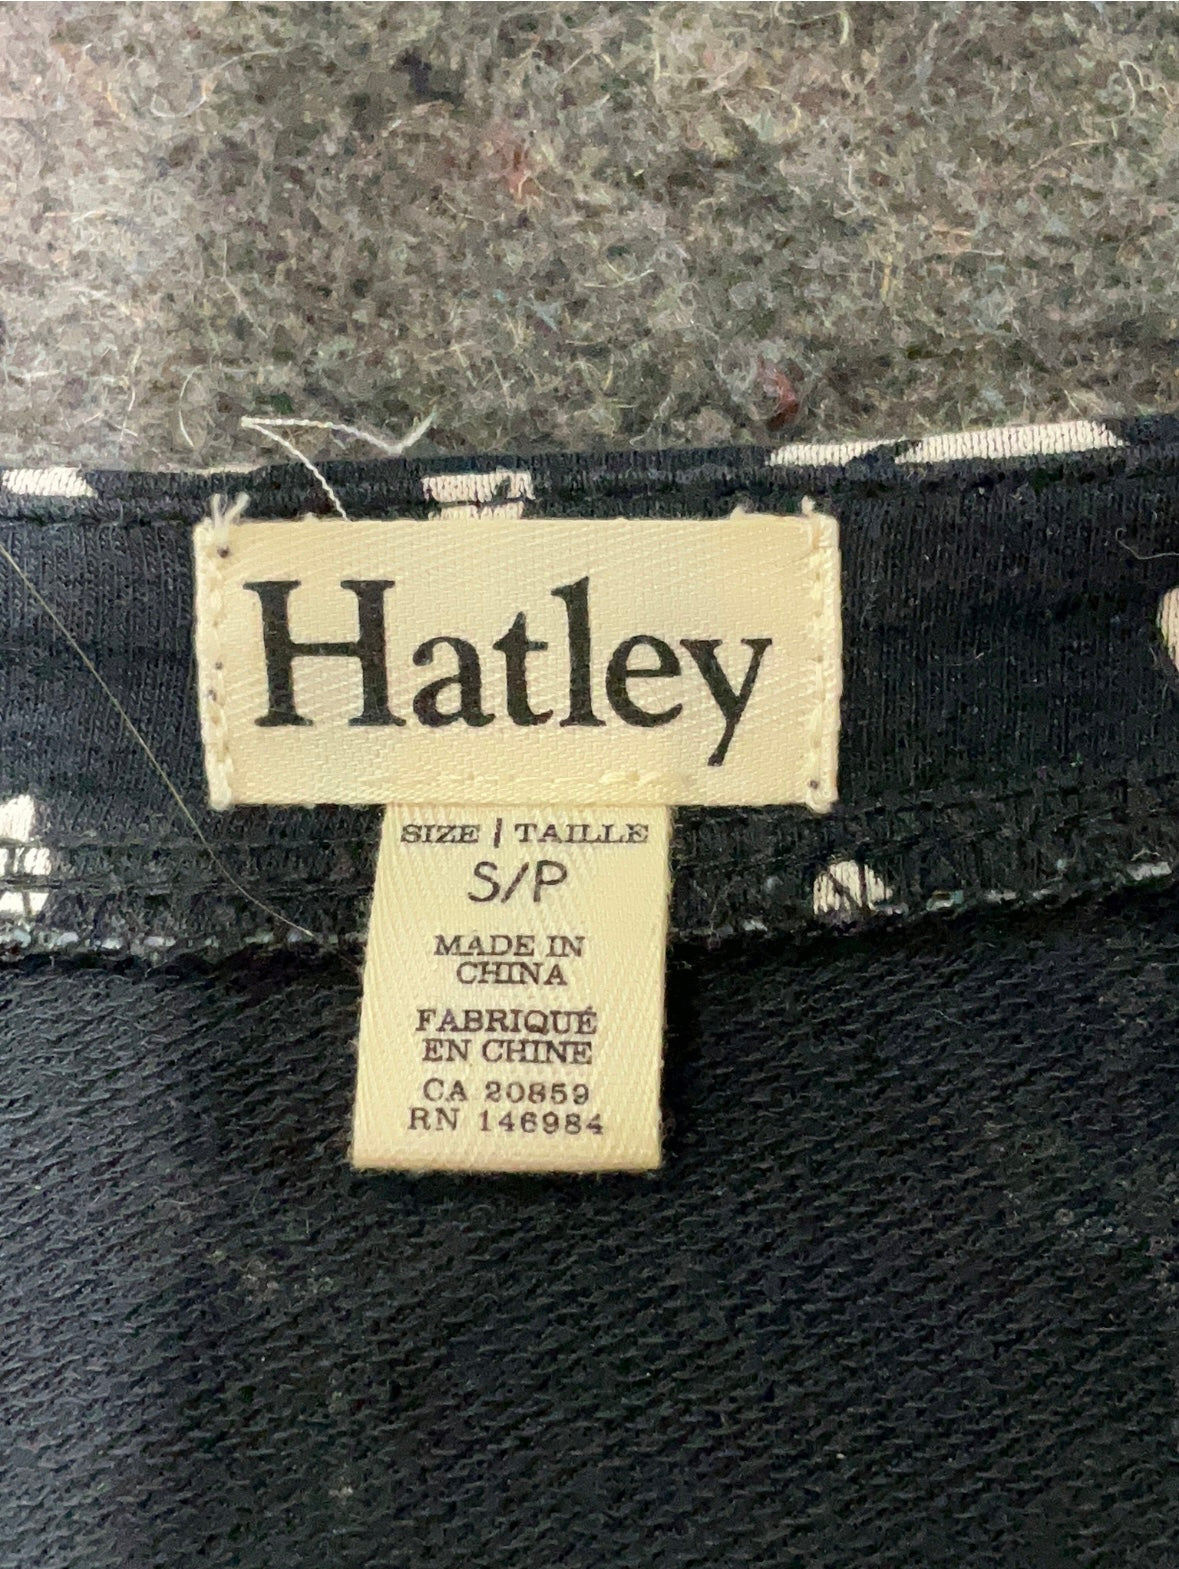 Hatley
SIZE | TAILLE
S/P
MADE IN
CHINA
FABRIQUÉ
EN CHINE
CA 20859
RN 146984